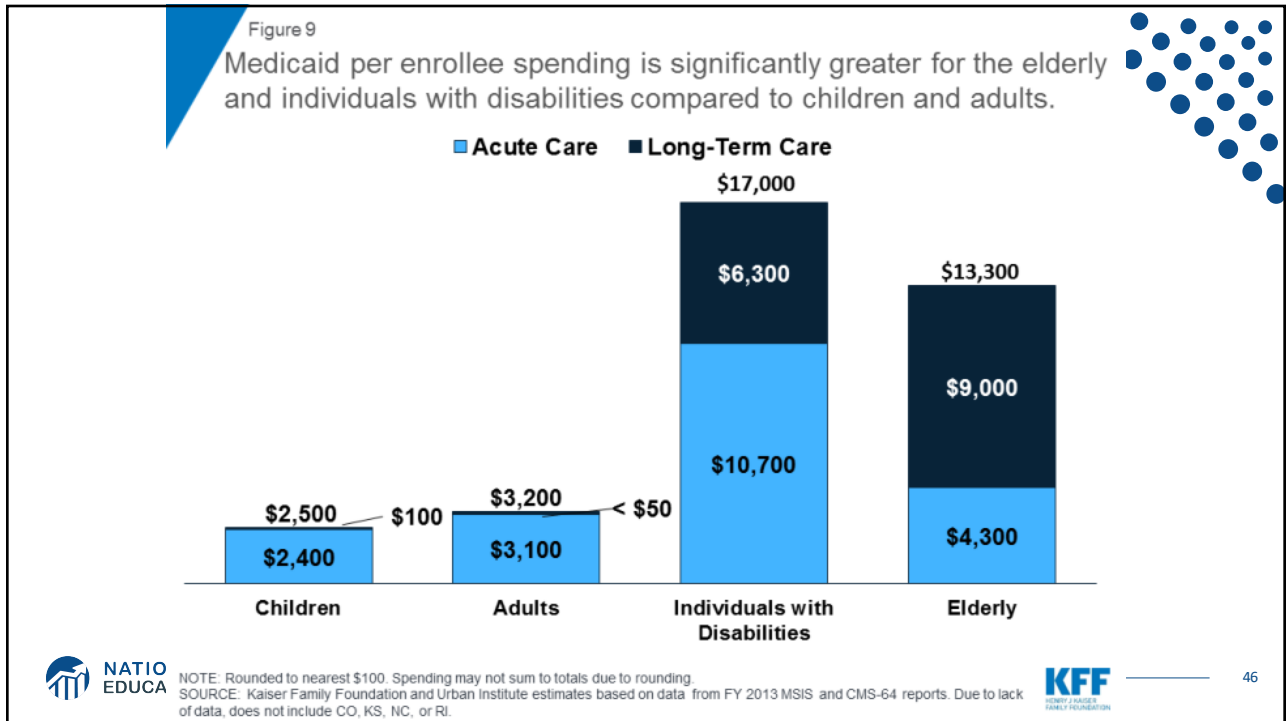 Figure 9
Medicaid per enrollee spending is significantly greater for the elderly
and individuals with disabilities compared to children and adults.
Acute Care Long-Term Care
$17,000
$6,300
$13,300
$9,000
$10,700
$3,200
< $50
$2,500
$100
$2,400
$3,100
$4,300
Children Adults Individuals with Elderly
Disabilities
NATIO
EDUCA
NOTE: Rounded to nearest $100. Spending may not sum to totals due to rounding.
SOURCE: Kaiser Family Foundation and Urban Institute estimates based on data from FY 2013 MSIS and CMS-64 reports. Due to lack
of data, does not include CO, KS, NC, or RI.
KFF
HENRY J KAISER
FAMILY FOUNDATION
46